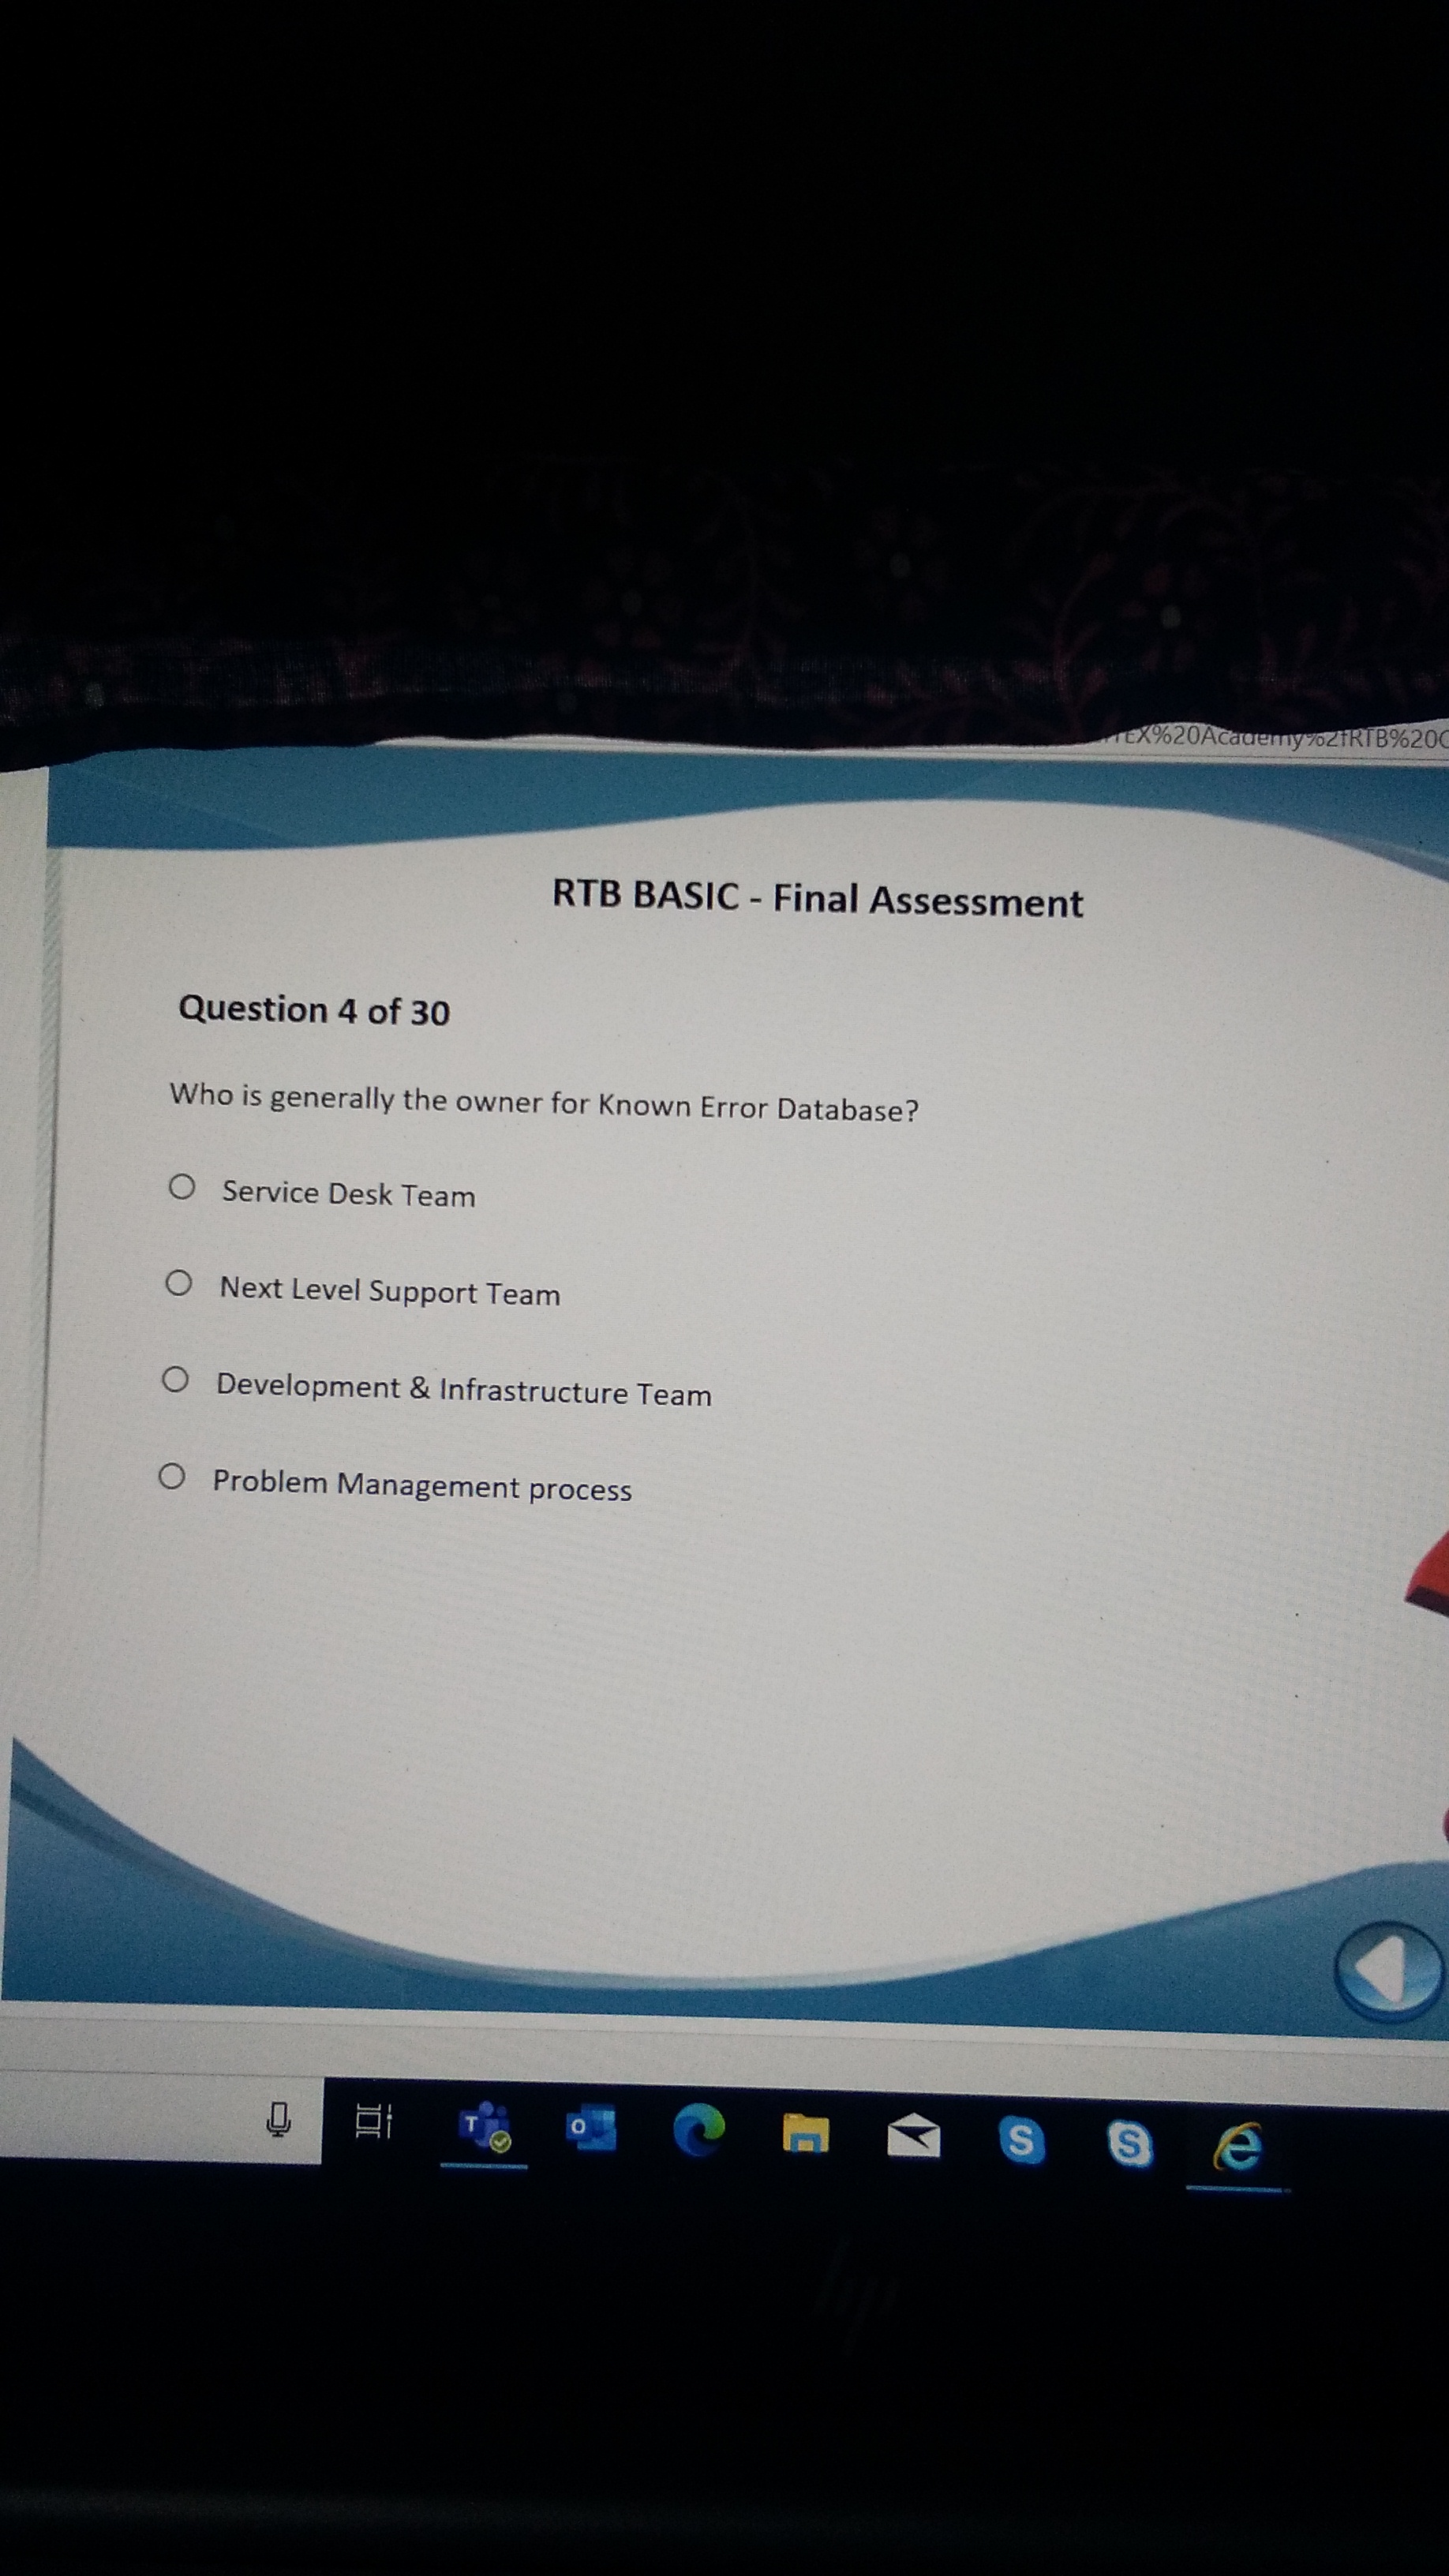 EX%20Academy%2fRTB%20
RTB BASIC - Final Assessment
Question 4 of 30
Who is generally the owner for Known Error Database?
Service Desk Team
Next Level Support Team
Development & Infrastructure Team
Problem Management process